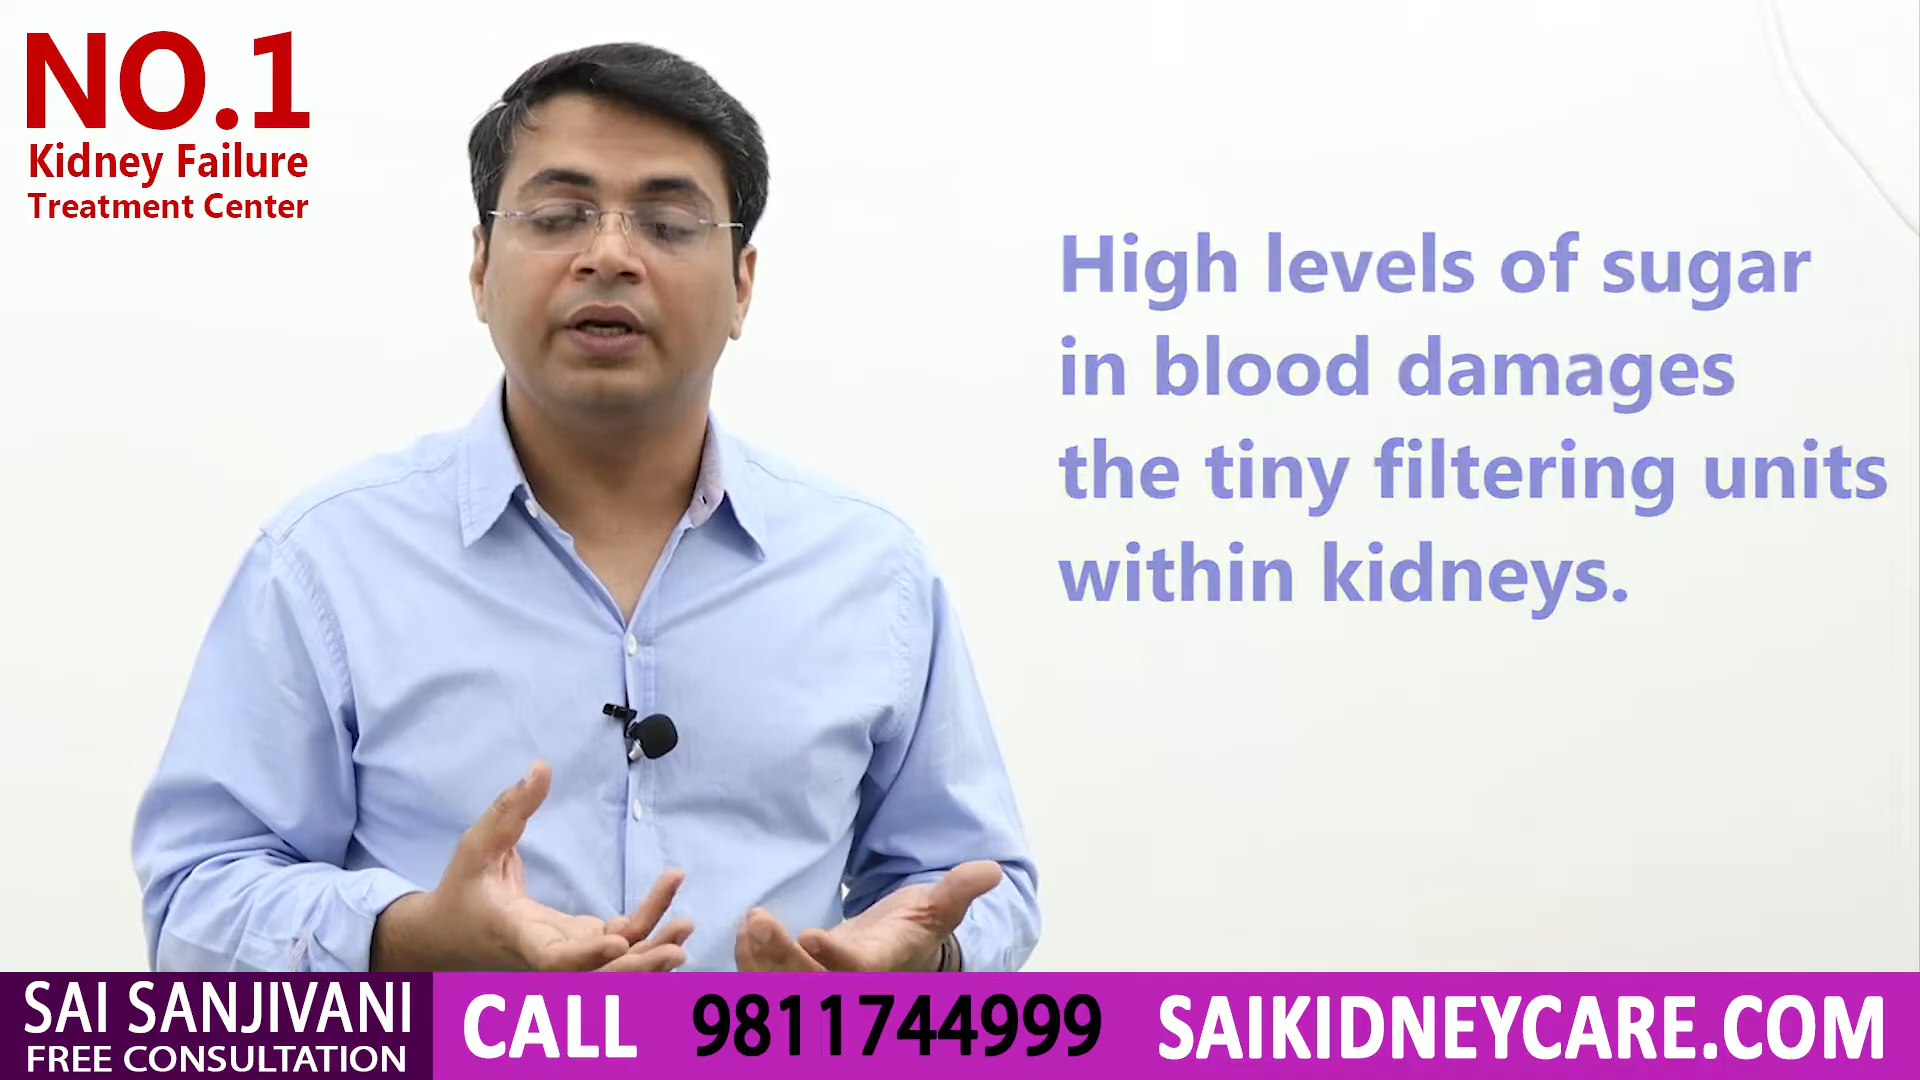 NO.1
Kidney Failure
Treatment Center
High levels of sugar
in blood damages
the tiny filtering units
within kidneys.
SAI SANJIVANI
FREE CONSULTATION
CALL 9811744999 SAIKIDNEYCARE.COM